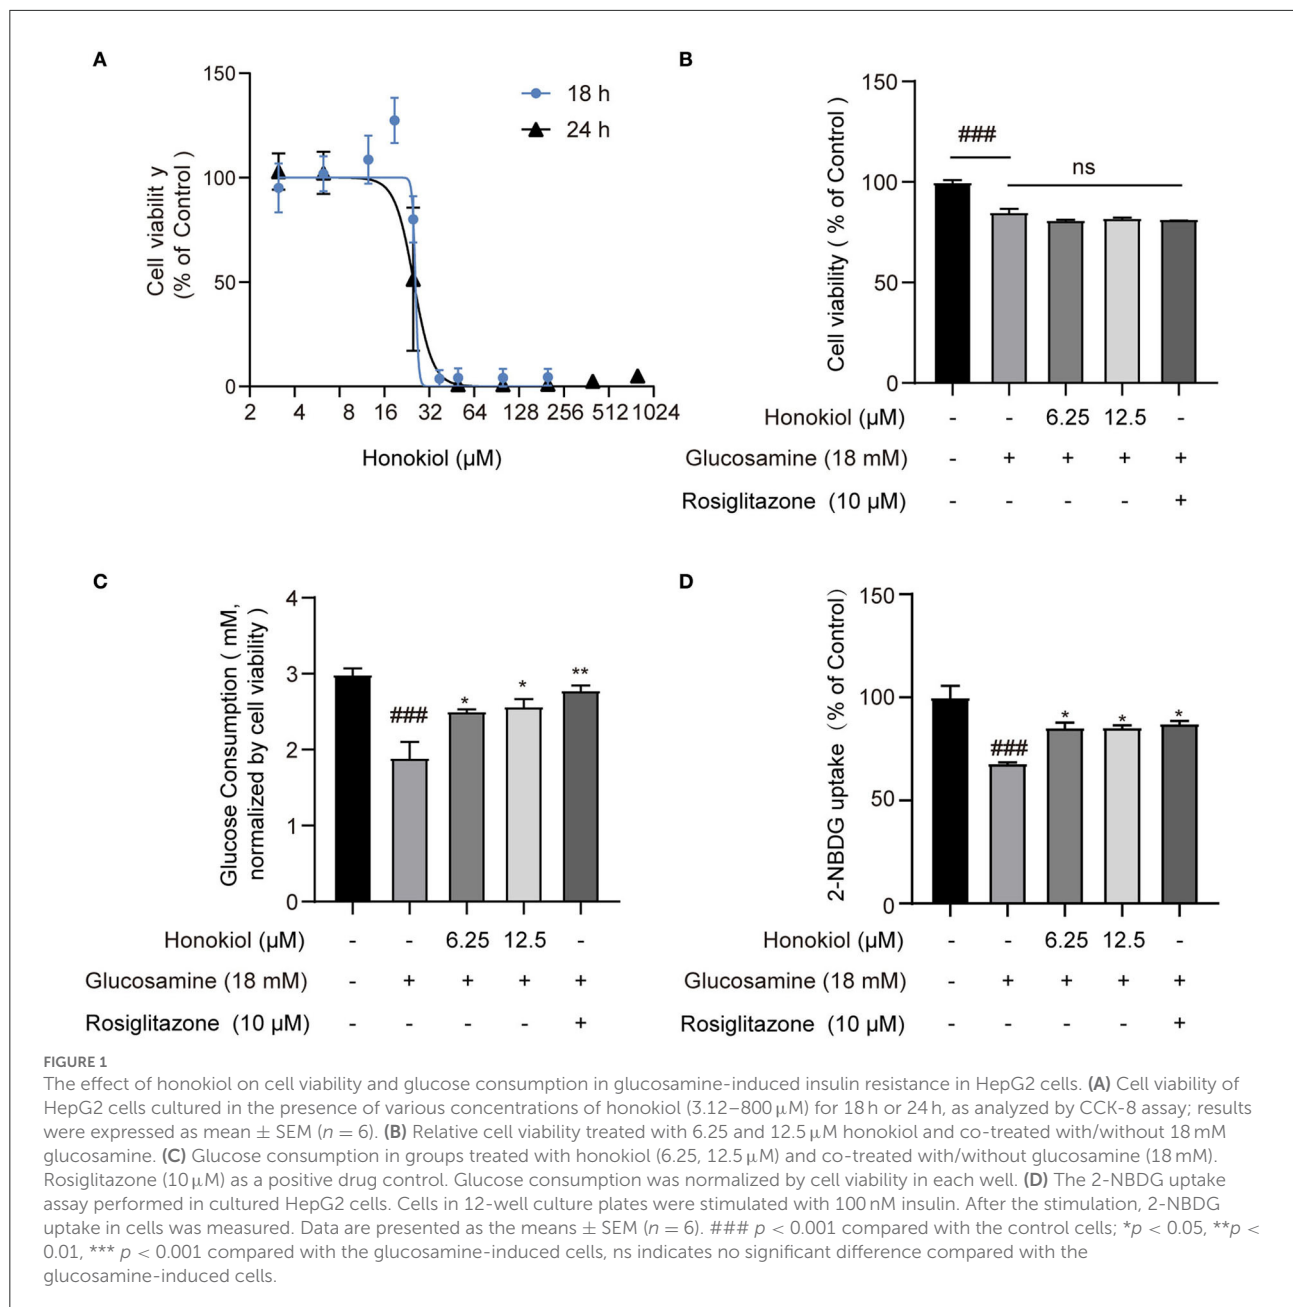 A
150
100
50
0
Cell viabilit y
(% of Control )
18 h
24 h
2 4 8 16 32 64 128 256 512 1024
Honokiol (µM)
B
150
100
50
0
Cell viability ( % of Control )
###
ns
Honokiol (µM) - - 6.25 12.5 -
Glucosamine (18 mM) - + + + +
Rosiglitazone (10 µM) - - - - +
C
4
3
2
1
0
Glucose Consumption ( mM,
normalized by cell viability )
###
*
*
**
Honokiol (µM) - - 6.25 12.5 -
Glucosamine (18 mM) - + + + +
Rosiglitazone (10 µM) - - - - +
D
150
100
50
0
2-NBDG uptake (% of Control)
###
*
*
*
Honokiol (µM) - - 6.25 12.5 -
Glucosamine (18 mM) - + + + +
Rosiglitazone (10 µM) - - - - +
FIGURE 1
The effect of honokiol on cell viability and glucose consumption in glucosamine-induced insulin resistance in HepG2 cells. (A) Cell viability of
HepG2 cells cultured in the presence of various concentrations of honokiol (3.12–800 µM) for 18 h or 24 h, as analyzed by CCK-8 assay; results
were expressed as mean ± SEM (n = 6). (B) Relative cell viability treated with 6.25 and 12.5 µM honokiol and co-treated with/without 18 mM
glucosamine. (C) Glucose consumption in groups treated with honokiol (6.25, 12.5 µM) and co-treated with/without glucosamine (18 mM).
Rosiglitazone (10 µM) as a positive drug control. Glucose consumption was normalized by cell viability in each well. (D) The 2-NBDG uptake
assay performed in cultured HepG2 cells. Cells in 12-well culture plates were stimulated with 100 nM insulin. After the stimulation, 2-NBDG
uptake in cells was measured. Data are presented as the means ± SEM (n = 6). ### p < 0.001 compared with the control cells; *p < 0.05, **p <
0.01, *** p < 0.001 compared with the glucosamine-induced cells, ns indicates no significant difference compared with the
glucosamine-induced cells.